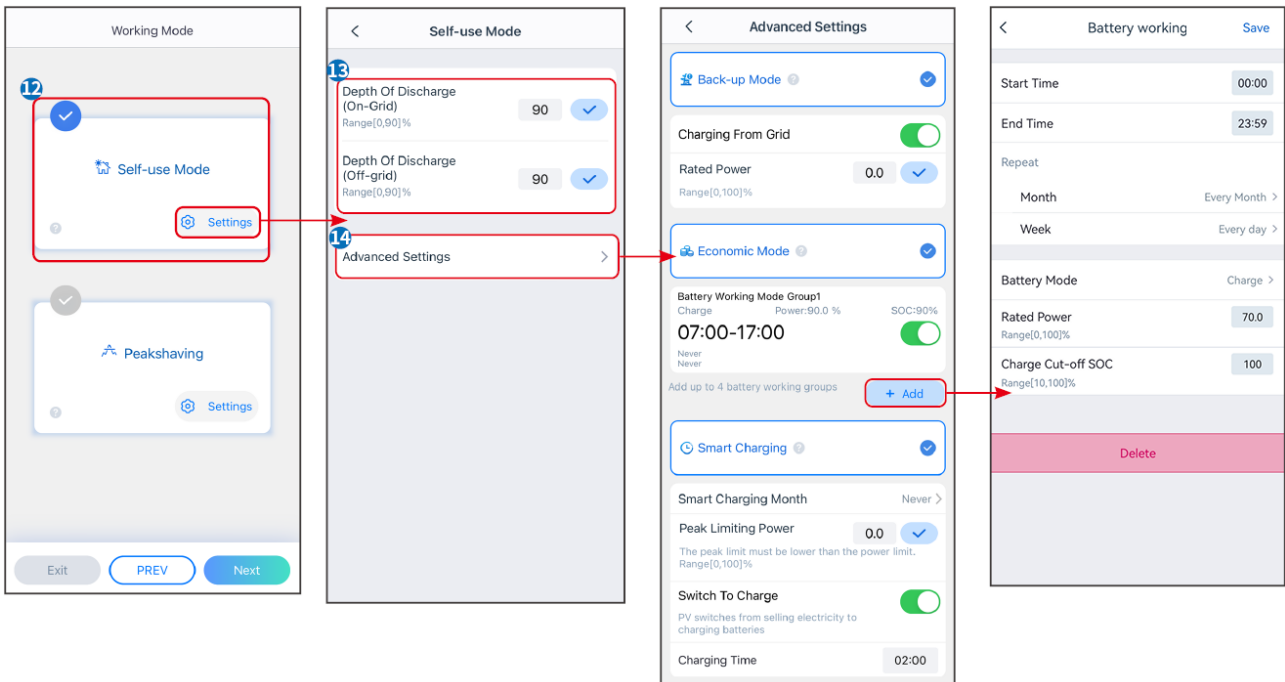 Working Mode
12
Self-use Mode
?
Settings
Peakshaving
?
Settings
Exit
PREV
Next
Self-use Mode
13
Depth Of Discharge
(On-Grid)
90
Range[0,90]%
Depth Of Discharge
(Off-grid)
90
Range[0,90]%
14
Advanced Settings
Advanced Settings
Back-up Mode ?
Charging From Grid
Rated Power
0.0
Range[0,100]%
Economic Mode ?
Battery Working Mode Group1
Charge Power:90.0 % SOC:90%
07:00-17:00
Never
Never
Add up to 4 battery working groups
+ Add
Smart Charging ?
Smart Charging Month Never
Peak Limiting Power
0.0
The peak limit must be lower than the power limit.
Range[0,100]%
Switch To Charge
PV switches from selling electricity to
charging batteries
Charging Time 02:00
Battery working Save
Start Time 00:00
End Time 23:59
Repeat
Month Every Month
Week Every day
Battery Mode Charge
Rated Power 70.0
Range[0,100]%
Charge Cut-off SOC 100
Range[10,100]%
Delete